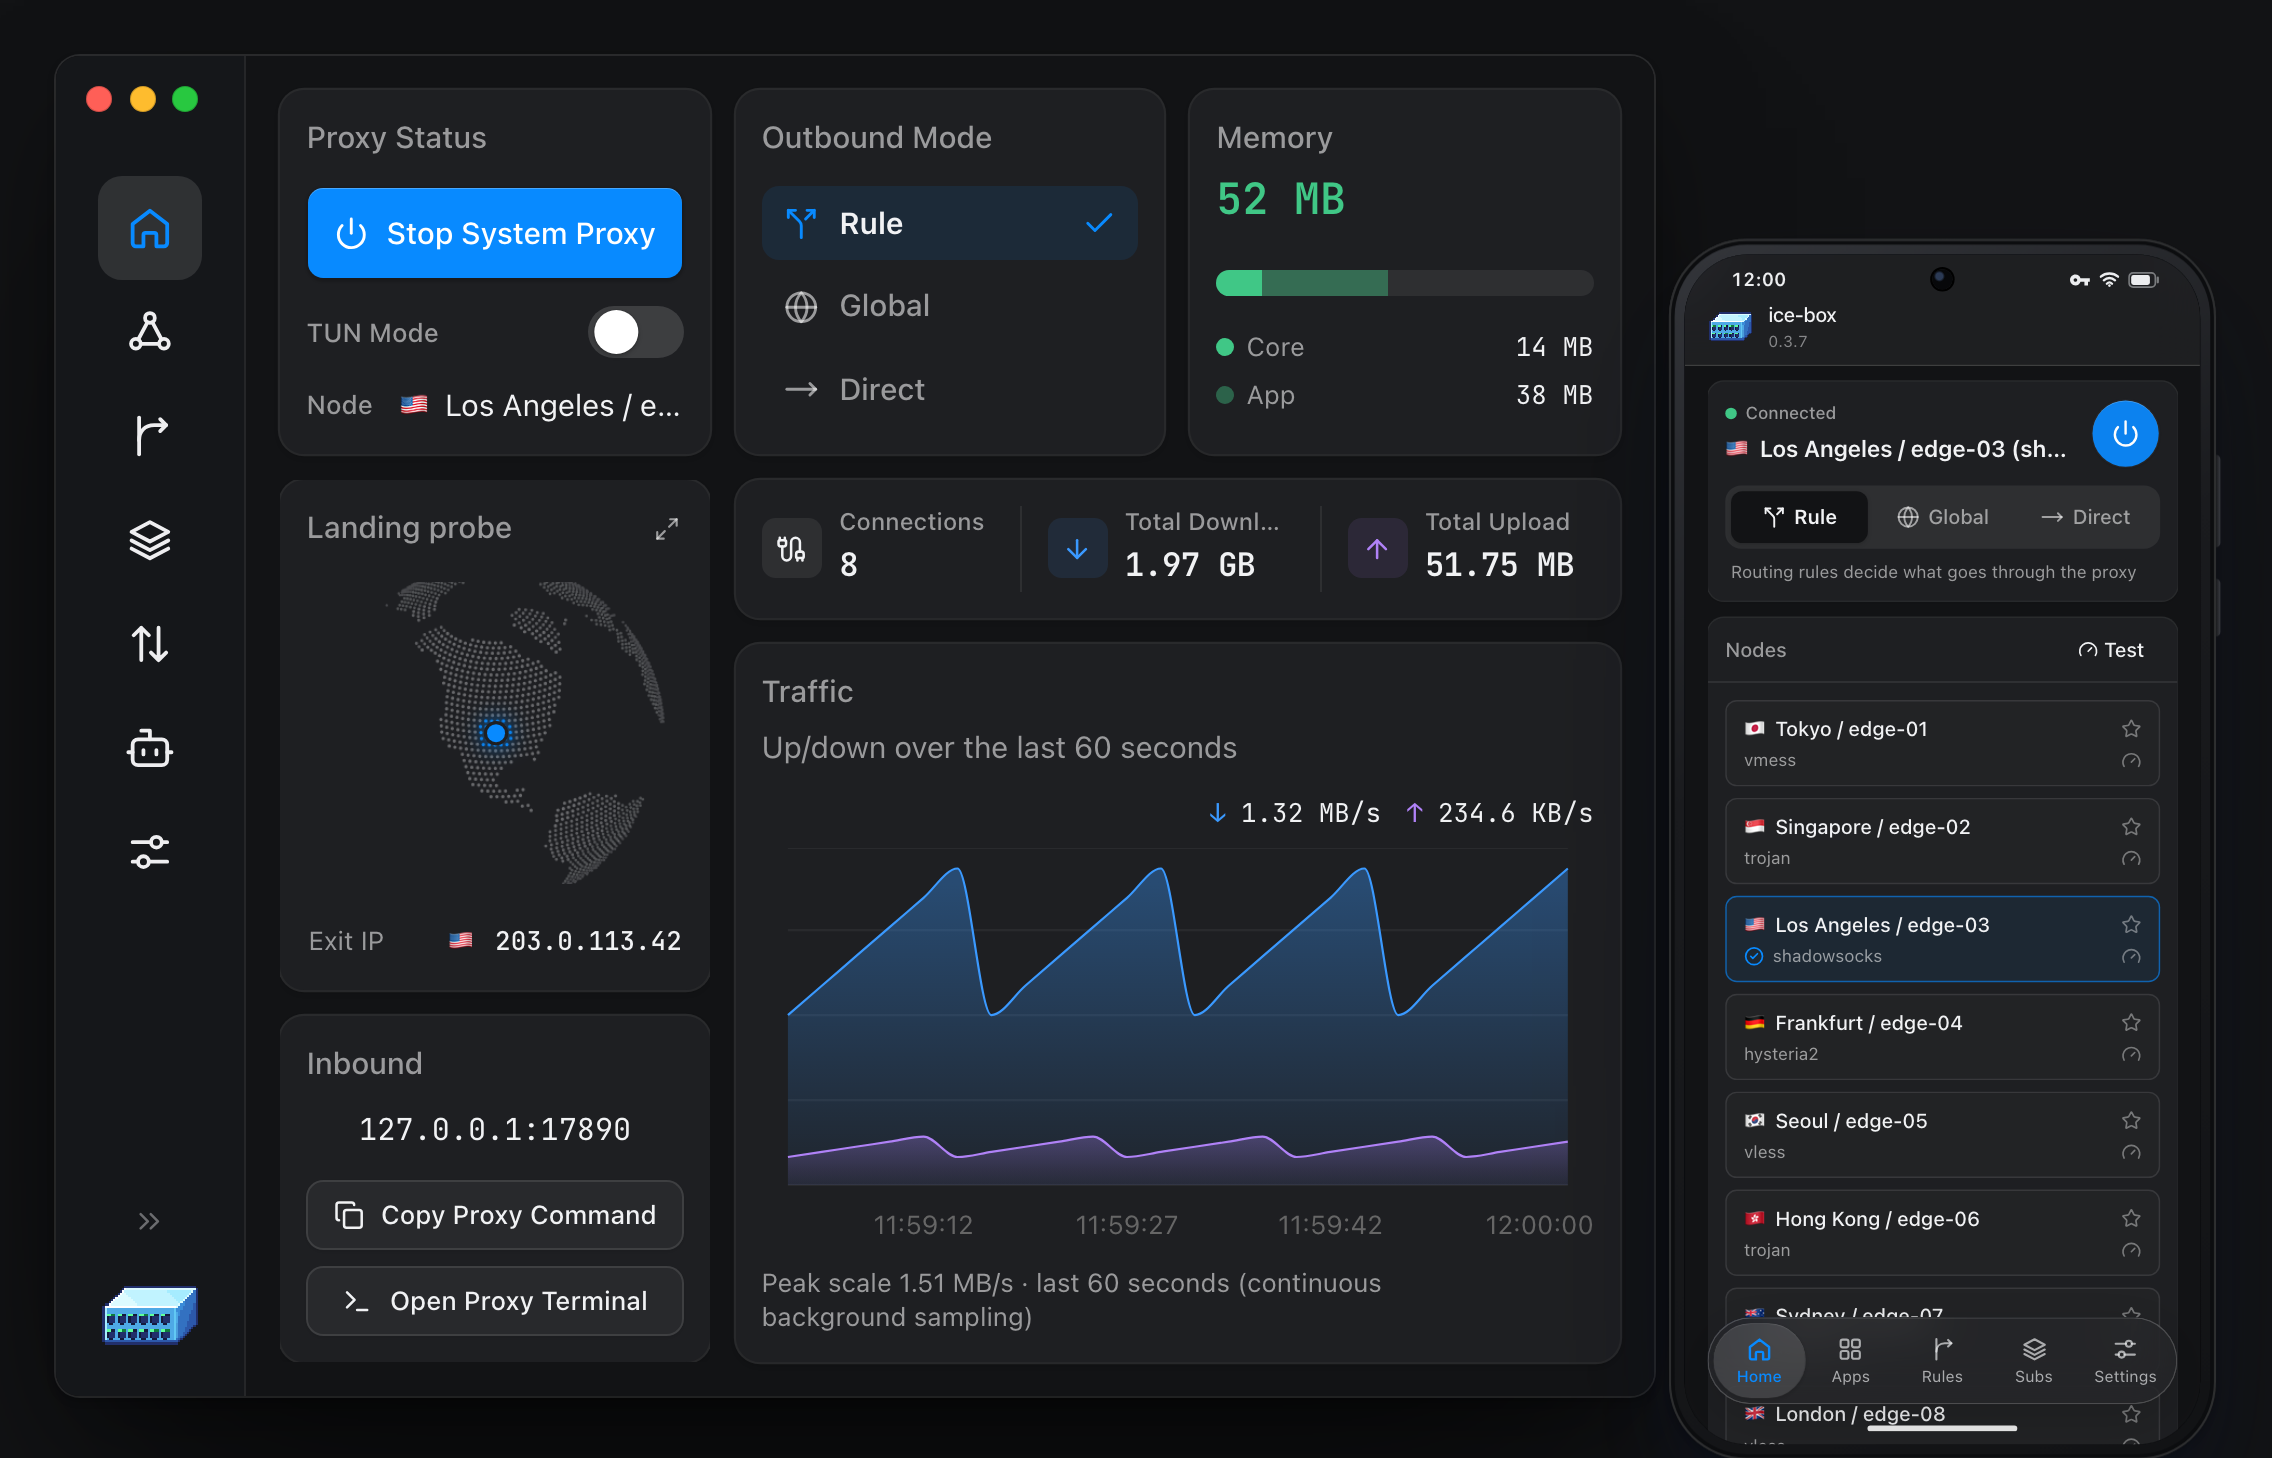 Proxy Status
Stop System Proxy
TUN Mode
Node
Los Angeles / e...
Outbound Mode
Rule
Global
Direct
Memory
52 MB
Core
14 MB
App
38 MB
Landing probe
Exit IP
203.0.113.42
Connections
8
Total Downl...
1.97 GB
Total Upload
51.75 MB
Traffic
Up/down over the last 60 seconds
↓ 1.32 MB/s ↑ 234.6 KB/s
11:59:12
11:59:27
11:59:42
12:00:00
Peak scale 1.51 MB/s · last 60 seconds (continuous
background sampling)
Inbound
127.0.0.1:17890
Copy Proxy Command
Open Proxy Terminal
12:00
ice-box
0.3.7
Connected
Los Angeles / edge-03 (sh...
Rule
Global
Direct
Routing rules decide what goes through the proxy
Nodes
Test
Tokyo / edge-01
vmess
Singapore / edge-02
trojan
Los Angeles / edge-03
shadowsocks
Frankfurt / edge-04
hysteria2
Seoul / edge-05
vless
Hong Kong / edge-06
trojan
Sydney / edge-07
Home
Apps
Rules
Subs
Settings
London / edge-08
vless